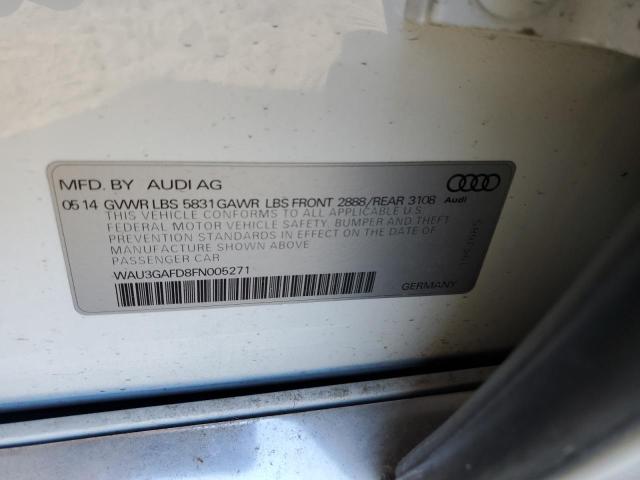 MFD. BY AUDI AG
05 14 GVWR LBS 5831 GAWR LBS FRONT 2888/REAR 3108
Audi
THIS VEHICLE CONFORMS TO ALL APPLICABLE U.S.
FEDERAL MOTOR VEHICLE SAFETY, BUMPER, AND THEFT
PREVENTION STANDARDS IN EFFECT ON THE DATE OF
MANUFACTURE SHOWN ABOVE
PASSENGER CAR
WAU3GAFD8FN005271
GERMANY